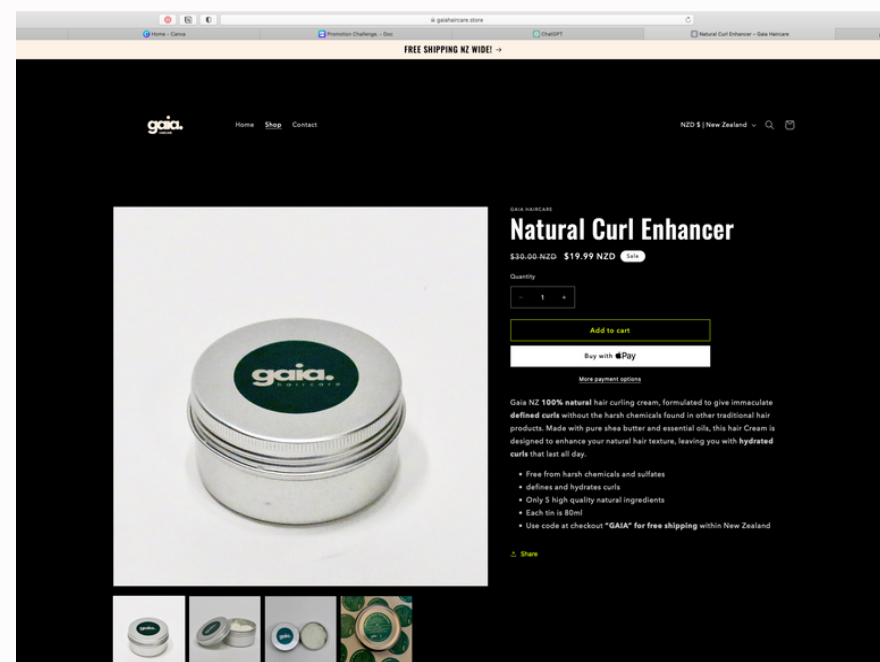 gaiahaircare.store
Home – Canva
Promotion Challenge. - Doc
ChatGPT
Natural Curl Enhancer – Gaia Haircare
FREE SHIPPING NZ WIDE! →
gaia.
Home Shop Contact
NZD $ | New Zealand
GAIA HAIRCARE
Natural Curl Enhancer
$30.00 NZD $19.99 NZD Sale
Quantity
- 1 +
Add to cart
Buy with Pay
More payment options
Gaia NZ 100% natural hair curling cream, formulated to give immaculate
defined curls without the harsh chemicals found in other traditional hair
products. Made with pure shea butter and essential oils, this hair Cream is
designed to enhance your natural hair texture, leaving you with hydrated
curls that last all day.
• Free from harsh chemicals and sulfates
• defines and hydrates curls
• Only 5 high quality natural ingredients
• Each tin is 80ml
• Use code at checkout “GAIA” for free shipping within New Zealand
Share
gaia.
haircare
gaia.